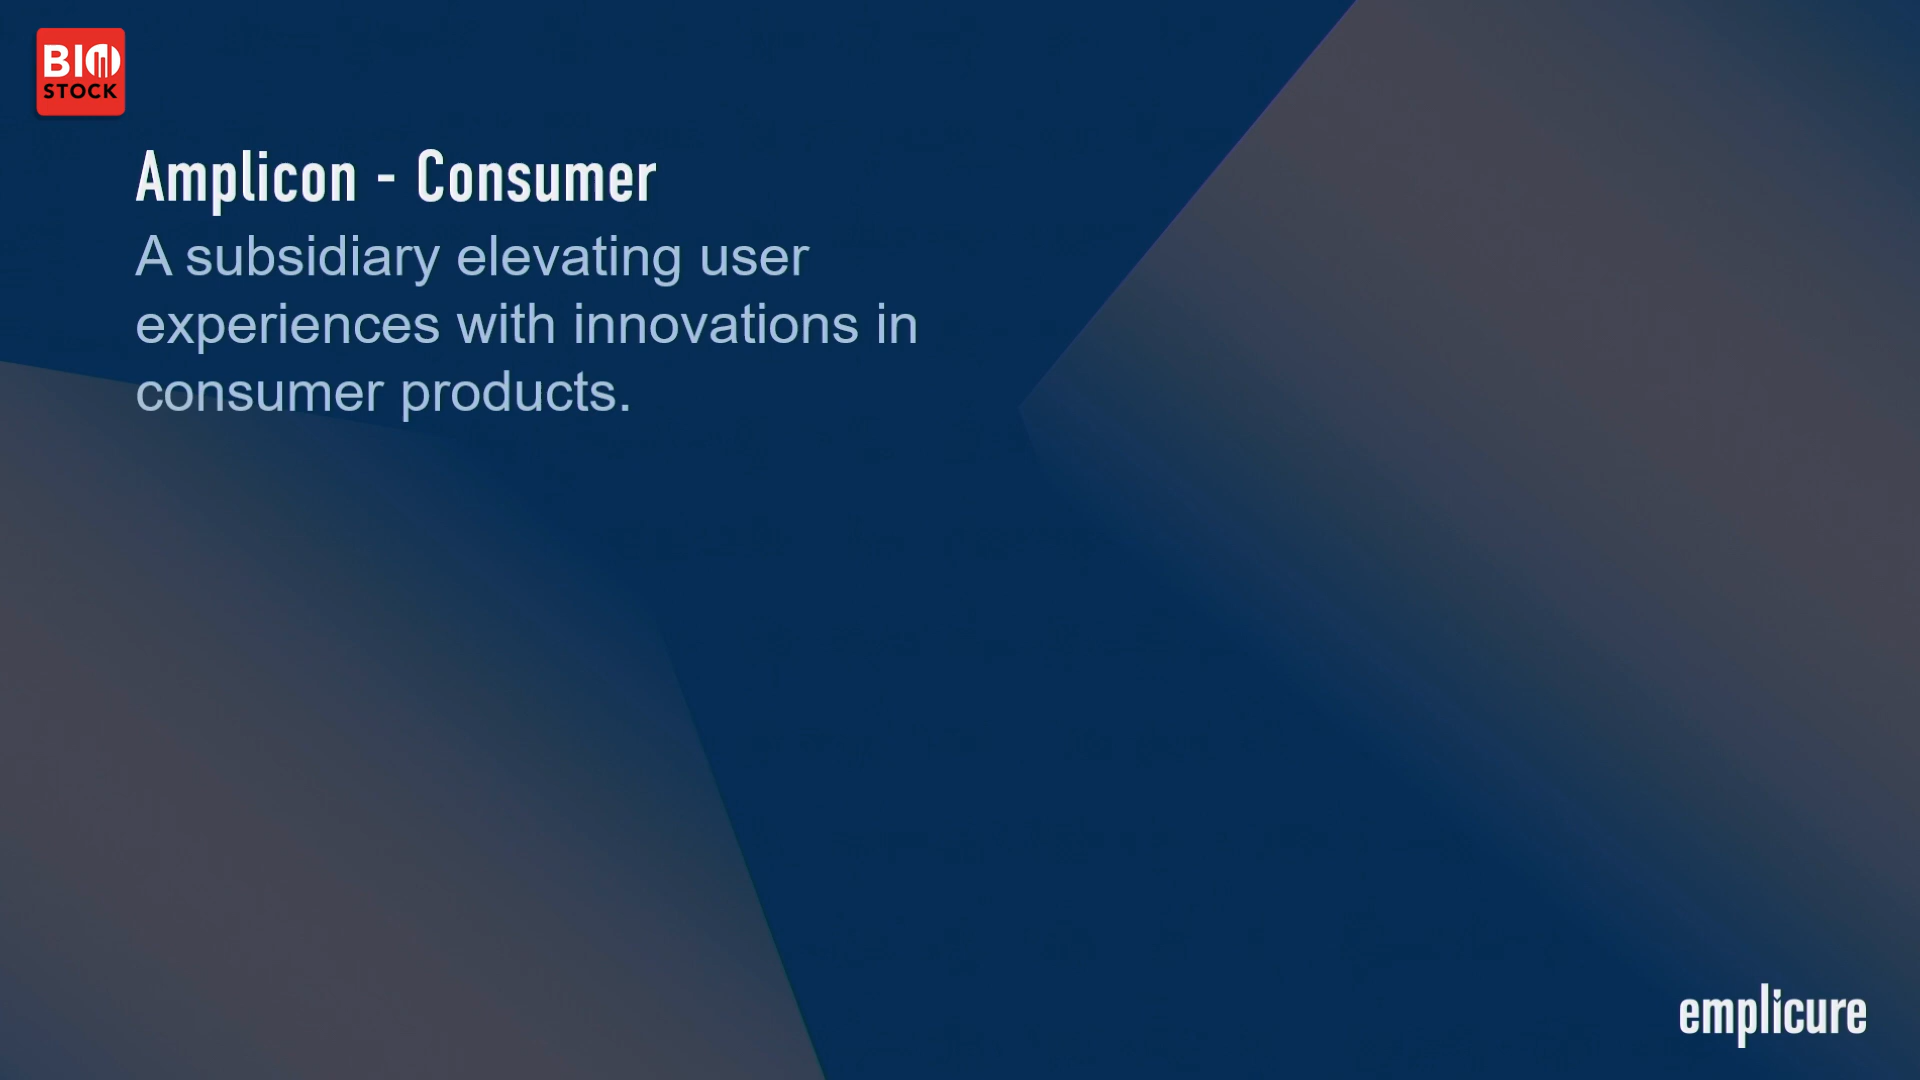 BIO
STOCK
Amplicon - Consumer
A subsidiary elevating user
experiences with innovations in
consumer products.
emplicure